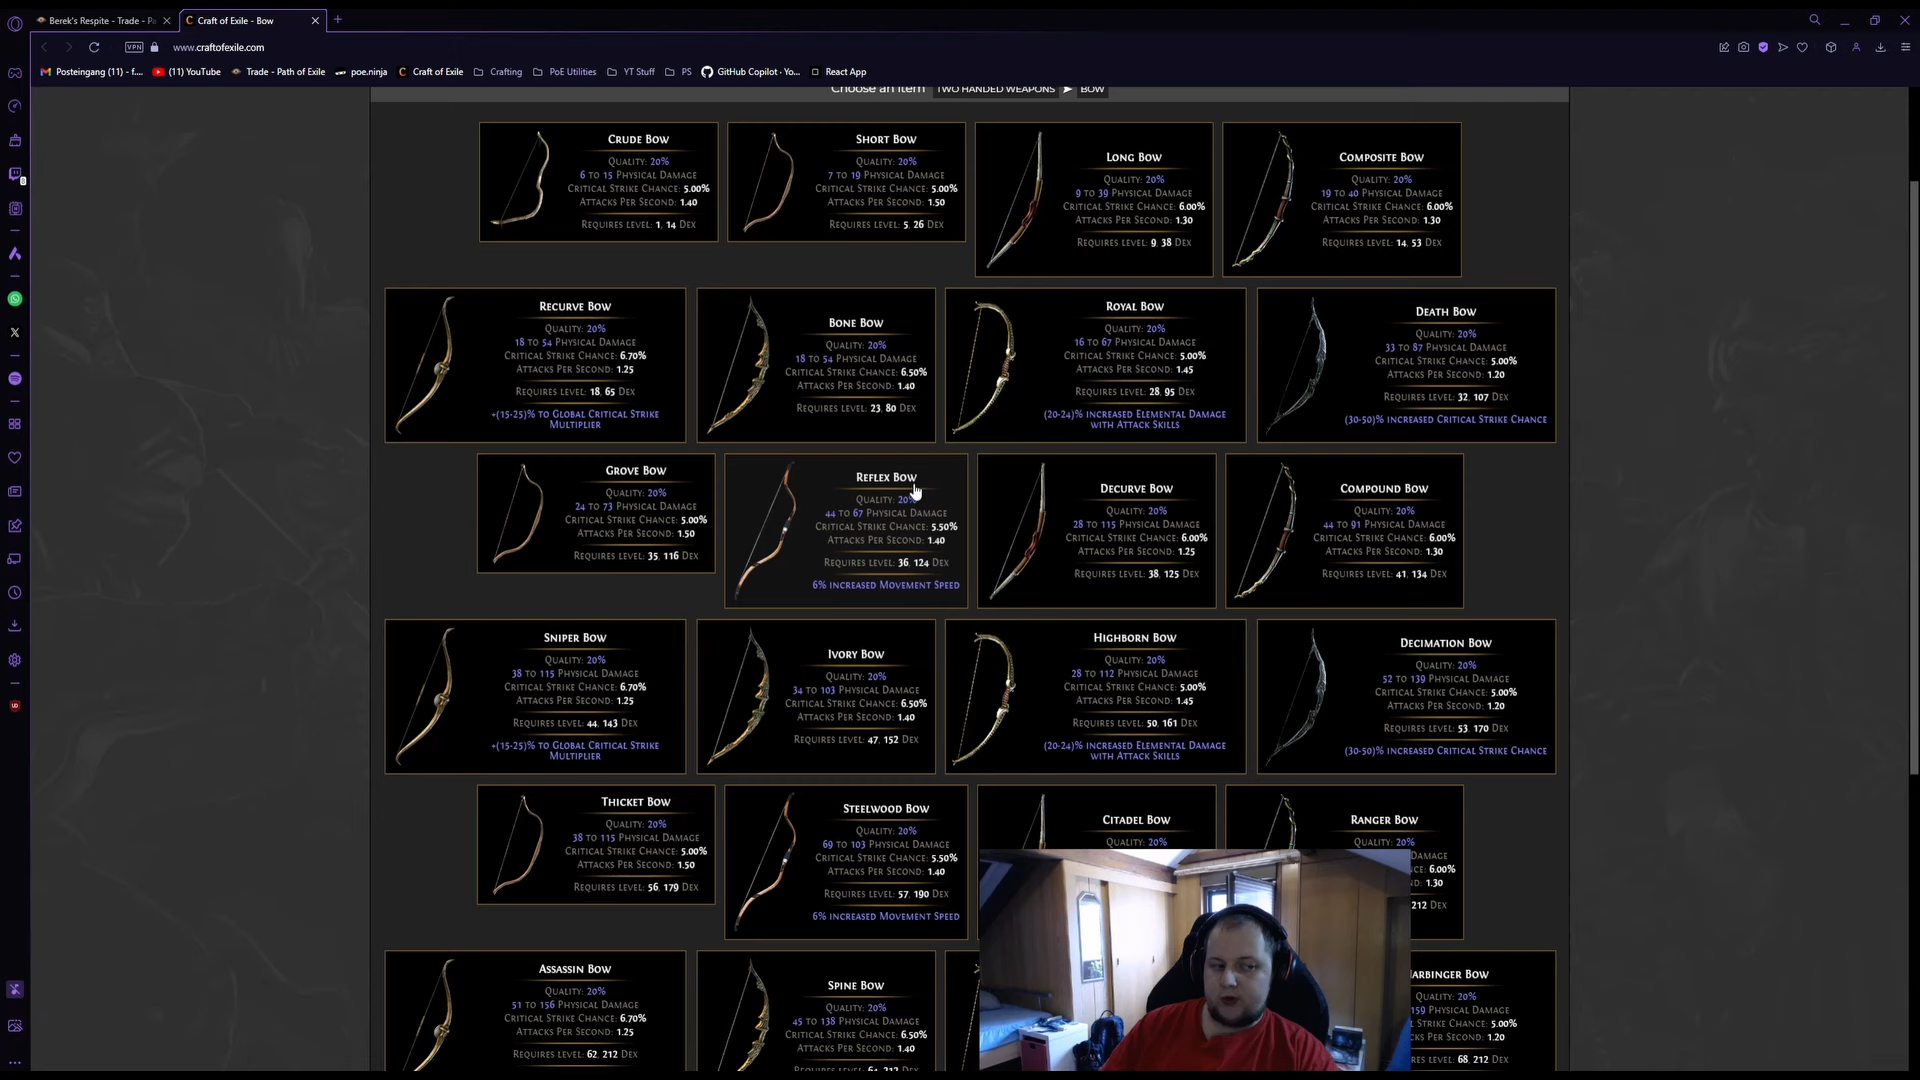 Berek's Respite - Trade - Pa
Craft of Exile - Bow
VPN
www.craftofexile.com
Posteingang (11) - f....
(11) YouTube
Trade - Path of Exile
poe.ninja
Craft of Exile
Crafting
PoE Utilities
YT Stuff
PS
GitHub Copilot · Yo...
React App
Choose an item TWO HANDED WEAPONS BOW
Crude Bow
Quality: 20%
6 to 15 Physical Damage
Critical Strike Chance: 5.00%
Attacks Per Second: 1.40
Requires level: 1, 14 Dex
Short Bow
Quality: 20%
7 to 19 Physical Damage
Critical Strike Chance: 5.00%
Attacks Per Second: 1.50
Requires level: 5, 26 Dex
Long Bow
Quality: 20%
9 to 39 Physical Damage
Critical Strike Chance: 6.00%
Attacks Per Second: 1.30
Requires level: 9, 38 Dex
Composite Bow
Quality: 20%
19 to 40 Physical Damage
Critical Strike Chance: 6.00%
Attacks Per Second: 1.30
Requires level: 14, 53 Dex
Recurve Bow
Quality: 20%
18 to 54 Physical Damage
Critical Strike Chance: 6.70%
Attacks Per Second: 1.25
Requires level: 18, 65 Dex
+(15-25)% to Global Critical Strike
Multiplier
Bone Bow
Quality: 20%
18 to 54 Physical Damage
Critical Strike Chance: 6.50%
Attacks Per Second: 1.40
Requires level: 23, 80 Dex
Royal Bow
Quality: 20%
16 to 67 Physical Damage
Critical Strike Chance: 5.00%
Attacks Per Second: 1.45
Requires level: 28, 95 Dex
(20-24)% increased Elemental Damage
with Attack Skills
Death Bow
Quality: 20%
33 to 87 Physical Damage
Critical Strike Chance: 5.00%
Attacks Per Second: 1.20
Requires level: 32, 107 Dex
(30-50)% increased Critical Strike Chance
Grove Bow
Quality: 20%
24 to 73 Physical Damage
Critical Strike Chance: 5.00%
Attacks Per Second: 1.50
Requires level: 35, 116 Dex
Reflex Bow
Quality: 20%
44 to 67 Physical Damage
Critical Strike Chance: 5.50%
Attacks Per Second: 1.40
Requires level: 36, 124 Dex
6% increased Movement Speed
Decurve Bow
Quality: 20%
28 to 115 Physical Damage
Critical Strike Chance: 6.00%
Attacks Per Second: 1.25
Requires level: 38, 125 Dex
Compound Bow
Quality: 20%
44 to 91 Physical Damage
Critical Strike Chance: 6.00%
Attacks Per Second: 1.30
Requires level: 41, 134 Dex
Sniper Bow
Quality: 20%
38 to 115 Physical Damage
Critical Strike Chance: 6.70%
Attacks Per Second: 1.25
Requires level: 44, 143 Dex
+(15-25)% to Global Critical Strike
Multiplier
Ivory Bow
Quality: 20%
34 to 103 Physical Damage
Critical Strike Chance: 6.50%
Attacks Per Second: 1.40
Requires level: 47, 152 Dex
Highborn Bow
Quality: 20%
28 to 112 Physical Damage
Critical Strike Chance: 5.00%
Attacks Per Second: 1.45
Requires level: 50, 161 Dex
(20-24)% increased Elemental Damage
with Attack Skills
Decimation Bow
Quality: 20%
52 to 139 Physical Damage
Critical Strike Chance: 5.00%
Attacks Per Second: 1.20
Requires level: 53, 170 Dex
(30-50)% increased Critical Strike Chance
Thicket Bow
Quality: 20%
38 to 115 Physical Damage
Critical Strike Chance: 5.00%
Attacks Per Second: 1.50
Requires level: 56, 179 Dex
Steelwood Bow
Quality: 20%
69 to 103 Physical Damage
Critical Strike Chance: 5.50%
Attacks Per Second: 1.40
Requires level: 57, 190 Dex
6% increased Movement Speed
Citadel Bow
Quality: 20%
Ranger Bow
Quality: 20%
Damage
6.00%
1.30
212 Dex
Assassin Bow
Quality: 20%
51 to 156 Physical Damage
Critical Strike Chance: 6.70%
Attacks Per Second: 1.25
Requires level: 62, 212 Dex
Spine Bow
Quality: 20%
45 to 138 Physical Damage
Critical Strike Chance: 6.50%
Attacks Per Second: 1.40
Harbinger Bow
Quality: 20%
159 to Physical Damage
Chance: 5.00%
Second: 1.20
level: 68, 212 Dex